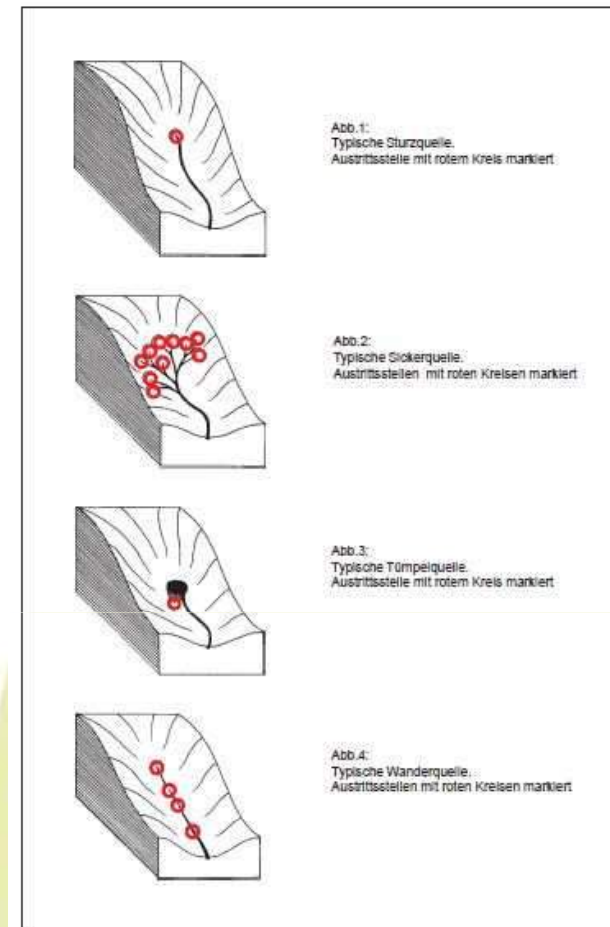 Abb.1:
Typische Sturzquelle.
Austrittsstelle mit rotem Kreis markiert
Abb.2:
Typische Sickerquelle.
Austrittsstellen mit roten Kreisen markiert
Abb.3:
Typische Tümpelquelle.
Austrittsstelle mit rotem Kreis markiert
Abb.4:
Typische Wanderquelle.
Austrittsstellen mit roten Kreisen markiert